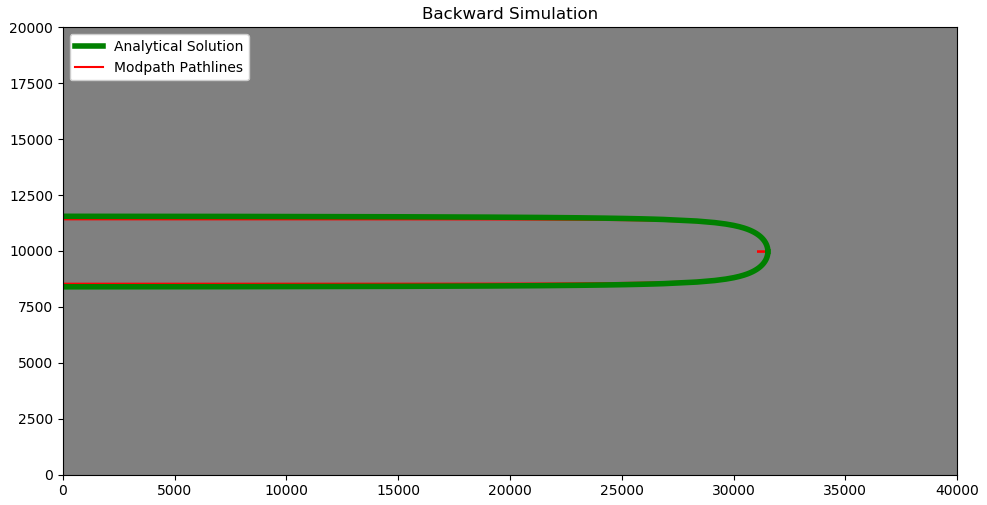 Backward Simulation
Analytical Solution
Modpath Pathlines
20000
17500
15000
12500
10000
7500
5000
2500
0
0 5000 10000 15000 20000 25000 30000 35000 40000